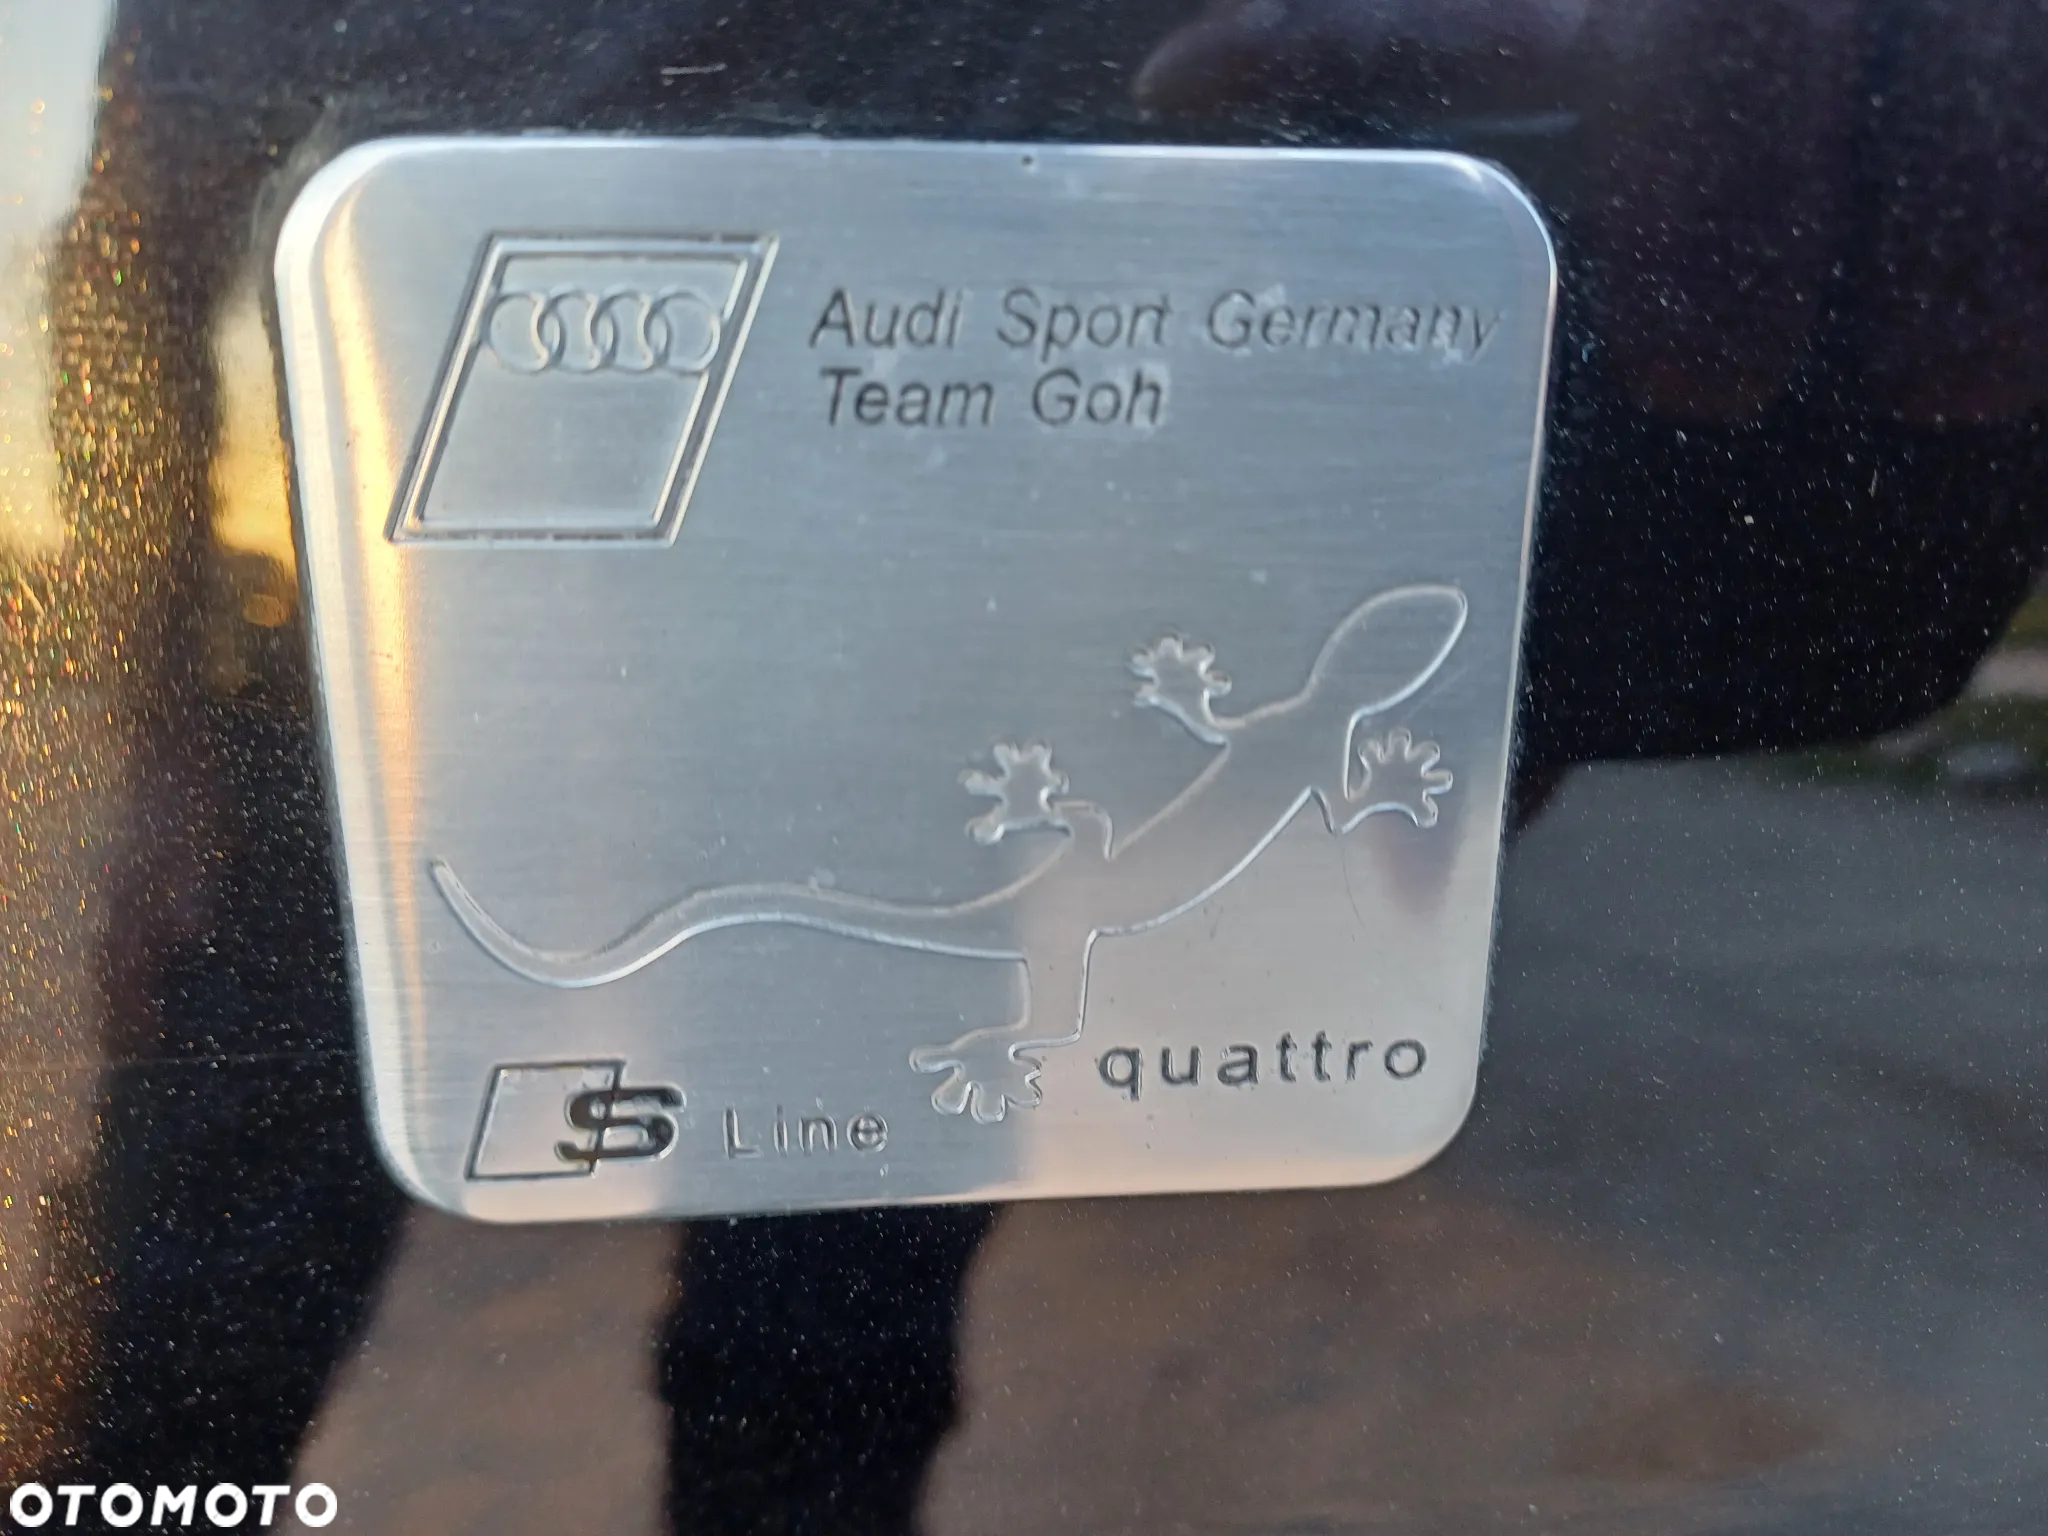 Audi Sport Germany
Team Goh
quattro
S Line
OTOMOTO